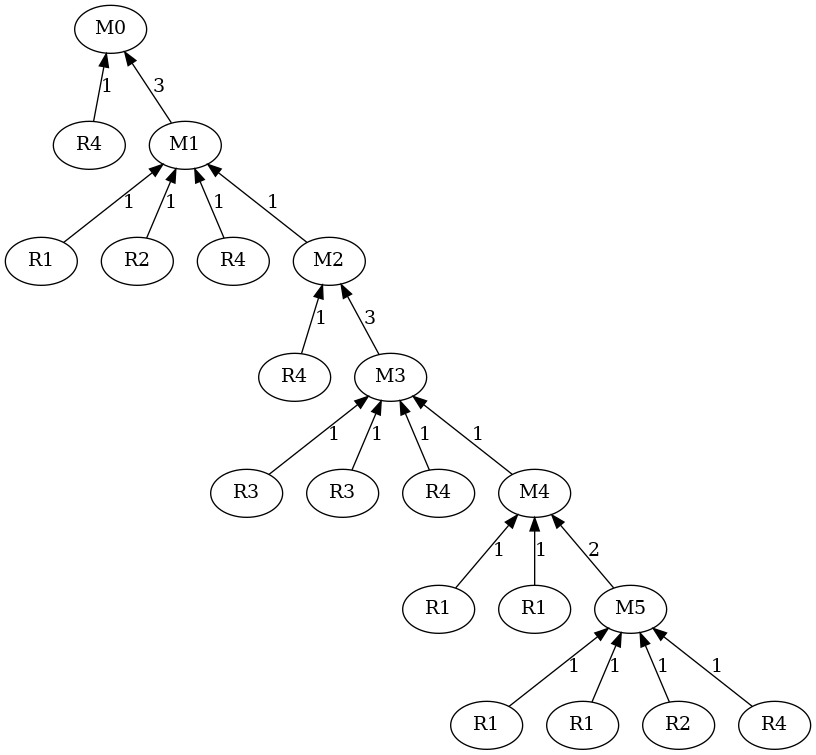 M0
1 3
R4 M1
1 1 1 1
R1 R2 R4 M2
1 3
R4 M3
1 1 1 1
R3 R3 R4 M4
1 1 2
R1 R1 M5
1 1 1 1
R1 R1 R2 R4